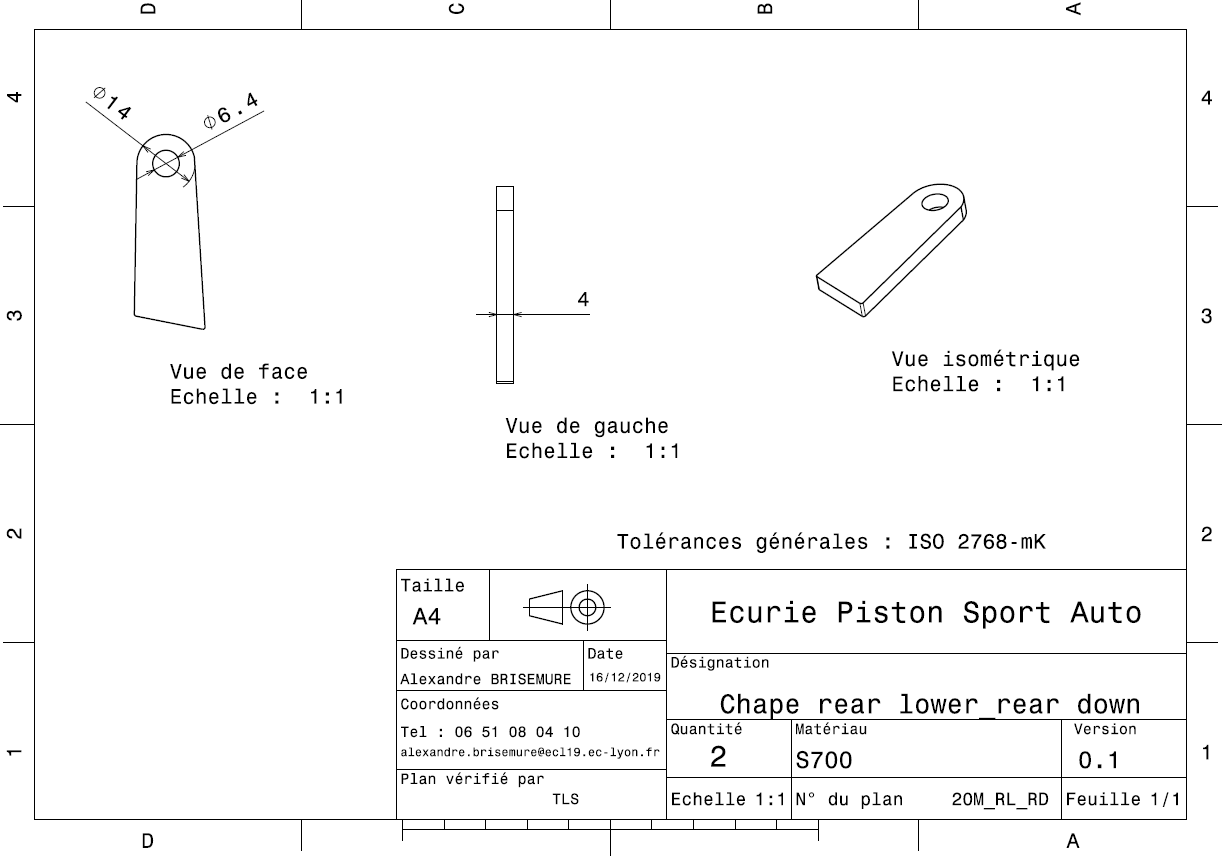 D C B A
4 4
⌀14
⌀6.4
4
3 3
Vue de face
Echelle : 1:1
Vue de gauche
Echelle : 1:1
Vue isométrique
Echelle : 1:1
2 2
Tolérances générales : ISO 2768-mK
Taille
A4
Ecurie Piston Sport Auto
Dessiné par
Alexandre BRISEMURE
Date
16/12/2019
Désignation
Chape rear lower_rear down
Coordonnées
Tel : 06 51 08 04 10
alexandre.brisemure@ecl19.ec-lyon.fr
Quantité
2
Matériau
S700
Version
0.1
1 1
Plan vérifié par
TLS
Echelle 1:1
N° du plan 20M_RL_RD
Feuille 1/1
D A